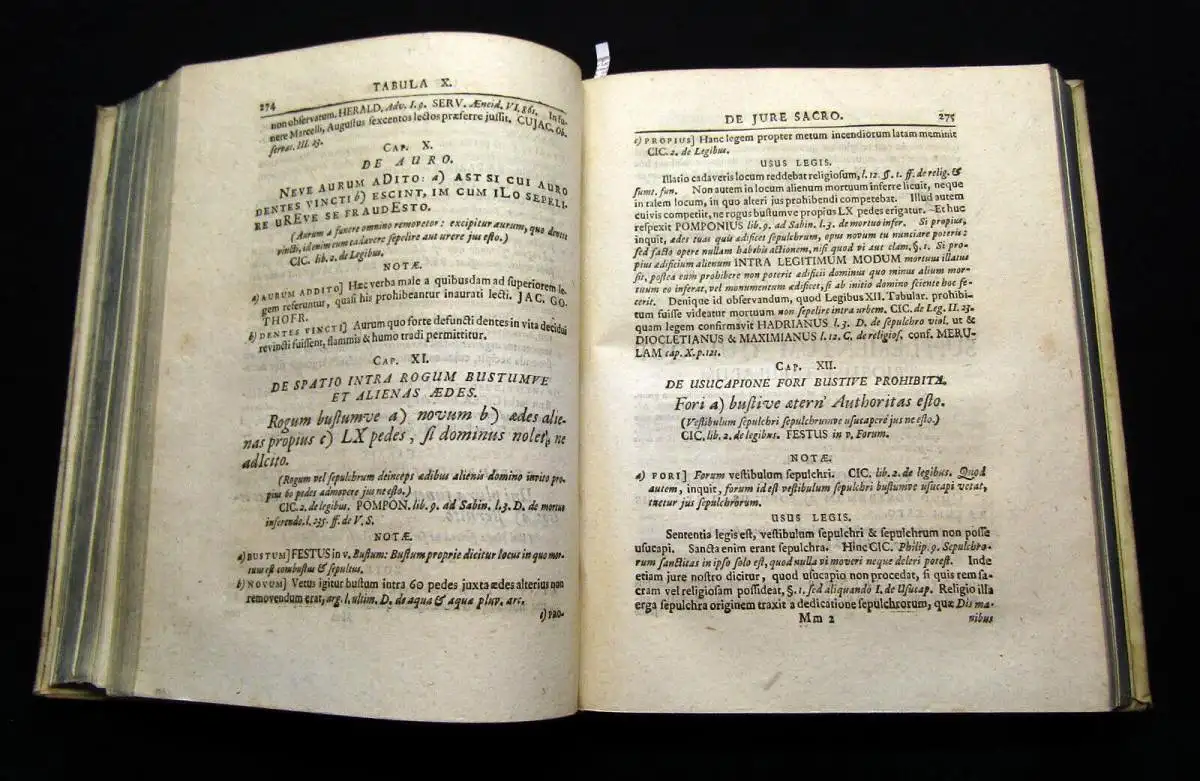 TABULA X.
274
non observatum. HERALD. Adv. I. 9. SERV. Æneid. VI. 861. In fu-
nere Marcelli, Augustus sexcentos lectos præferre jussit. CUJAC. Ob-
servat. III. 23.
CAP. X.
DE AURO.
NEVE AURUM ADITO: a) AST SI CUI AURO
DENTES VINCTI b) ESCINT, IM CUM ILO SEPELI-
RE UREVE SE FRAUDESTO.
(Aurum a funere omnino removetor: excipitur aurum, quo dentes
vincti, id enim cum cadavere sepelire aut urere jus esto.)
CIC. lib. 2. de Legibus.
NOTÆ.
a) AURUM ADDITO] Hæc verba male a quibusdam ad superiorem le-
gem referuntur, quasi his prohibeantur inaurati lecti. JAC. GO-
THOFR.
b) DENTES VINCTI] Aurum quo forte defuncti dentes in vita decidui
revincti fuissent, flammis & humo tradi permittitur.
CAP. XI.
DE SPATIO INTRA ROGUM BUSTUMVE
ET ALIENAS ÆDES.
Rogum bustumve a) novum b) ædes alie-
nas propius c) LX pedes, si dominus nolet, ne
adIcito.
(Rogum vel sepulchrum deinceps ædibus alienis domino invito pro-
pius 60 pedes admovere jus ne esto.)
CIC. 2. de legibus. POMPON. lib. 9. ad Sabin. l. 3. D. de mortuo
inferendo. l. 235. ff. de V. S.
NOTÆ.
a) BUSTUM] FESTUS in v. Bustum: Bustum proprie dicitur locus in quo mor-
tuus est combustus & sepultus.
b) NOVUM] Vetus igitur bustum intra 60 pedes juxta ædes alterius non
removendum erat, arg. l. ultim. D. de aqua & aquæ pluv. arc.
c) PRO-
DE JURE SACRO.
275
c) PROPIUS] Hanc legem propter metum incendiorum latam meminit
CIC. 2. de Legibus.
USUS LEGIS.
Illatio cadaveris locum reddebat religiosum, l. 12. ff. 1. ff. de relig. &
sumt. fun. Non autem in locum alienum mortuum inferre licuit, neque
in talem locum, in quo alteri jus prohibendi competebat. Illud autem
cuivis competiit, ne rogus bustumve propius LX pedes erigatur. Et huc
respexit POMPONIUS lib. 9. ad Sabin. l. 3. de mortuo infer. Si propius,
inquit, ædes tuas quis ædificet sepulchrum, opus novum tu nunciare poteris:
sed facto opere nullam habebis actionem, nisi quod vi aut clam, §. 1. Si pro-
pius ædificium alienum INTRA LEGITIMUM MODUM mortuus illatus
sit, postea eum prohibere non poterit ædificii dominus quo minus alium mor-
tuum eo inferat, vel monumentum ædificet, si ab initio domino sciente hoc fe-
cerit. Denique id observandum, quod Legibus XII. Tabular. prohibi-
tum fuisse videatur mortuum non sepelire intra urbem. CIC. de Leg. II. 23.
quam legem confirmavit HADRIANUS l. 3. D. de sepulchro viol. ut &
DIOCLETIANUS & MAXIMIANUS l. 12. C. de religios. conf. MERU-
LAM cap. X. p. 121.
CAP. XII.
DE USUCAPIONE FORI BUSTIVE PROHIBITA.
Fori a) bustive ætern' Authoritas esto.
(Vestibulum sepulchri sepulchrumve usucapere jus ne esto.)
CIC. lib. 2. de legibus. FESTUS in v. Forum.
NOTÆ.
a) FORI] Forum vestibulum sepulchri. CIC. lib. 2. de legibus. Quod
autem, inquit, forum id est vestibulum sepulchri bustumve usucapi vetat,
tuetur jus sepulchrorum.
USUS LEGIS.
Sententia legis est, vestibulum sepulchri & sepulchrum non posse
usucapi. Sancta enim erant sepulchra. Hinc CIC. Philip. 9. Sepulchro-
rum sanctitas in ipso solo est, quod nulla vi moveri neque deleri potest. Inde
etiam jure nostro dicitur, quod usucapio non procedat, si quis rem sa-
cram vel religiosam possideat, §. 1. sed aliquando I. de Usucap. Religio illa
erga sepulchra originem traxit a dedicatione sepulchrorum, quæ Dis ma-
Mm 2
nibus